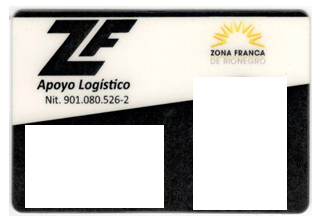 ZF
Apoyo Logístico
Nit. 901.080.526-2
ZONA FRANCA
DE RIONEGRO